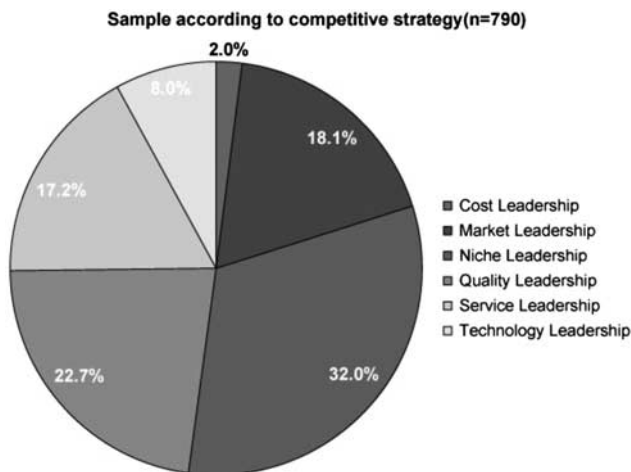 Sample according to competitive strategy(n=790)
2.0%
8.0%
18.1%
17.2%
22.7%
32.0%
Cost Leadership
Market Leadership
Niche Leadership
Quality Leadership
Service Leadership
Technology Leadership